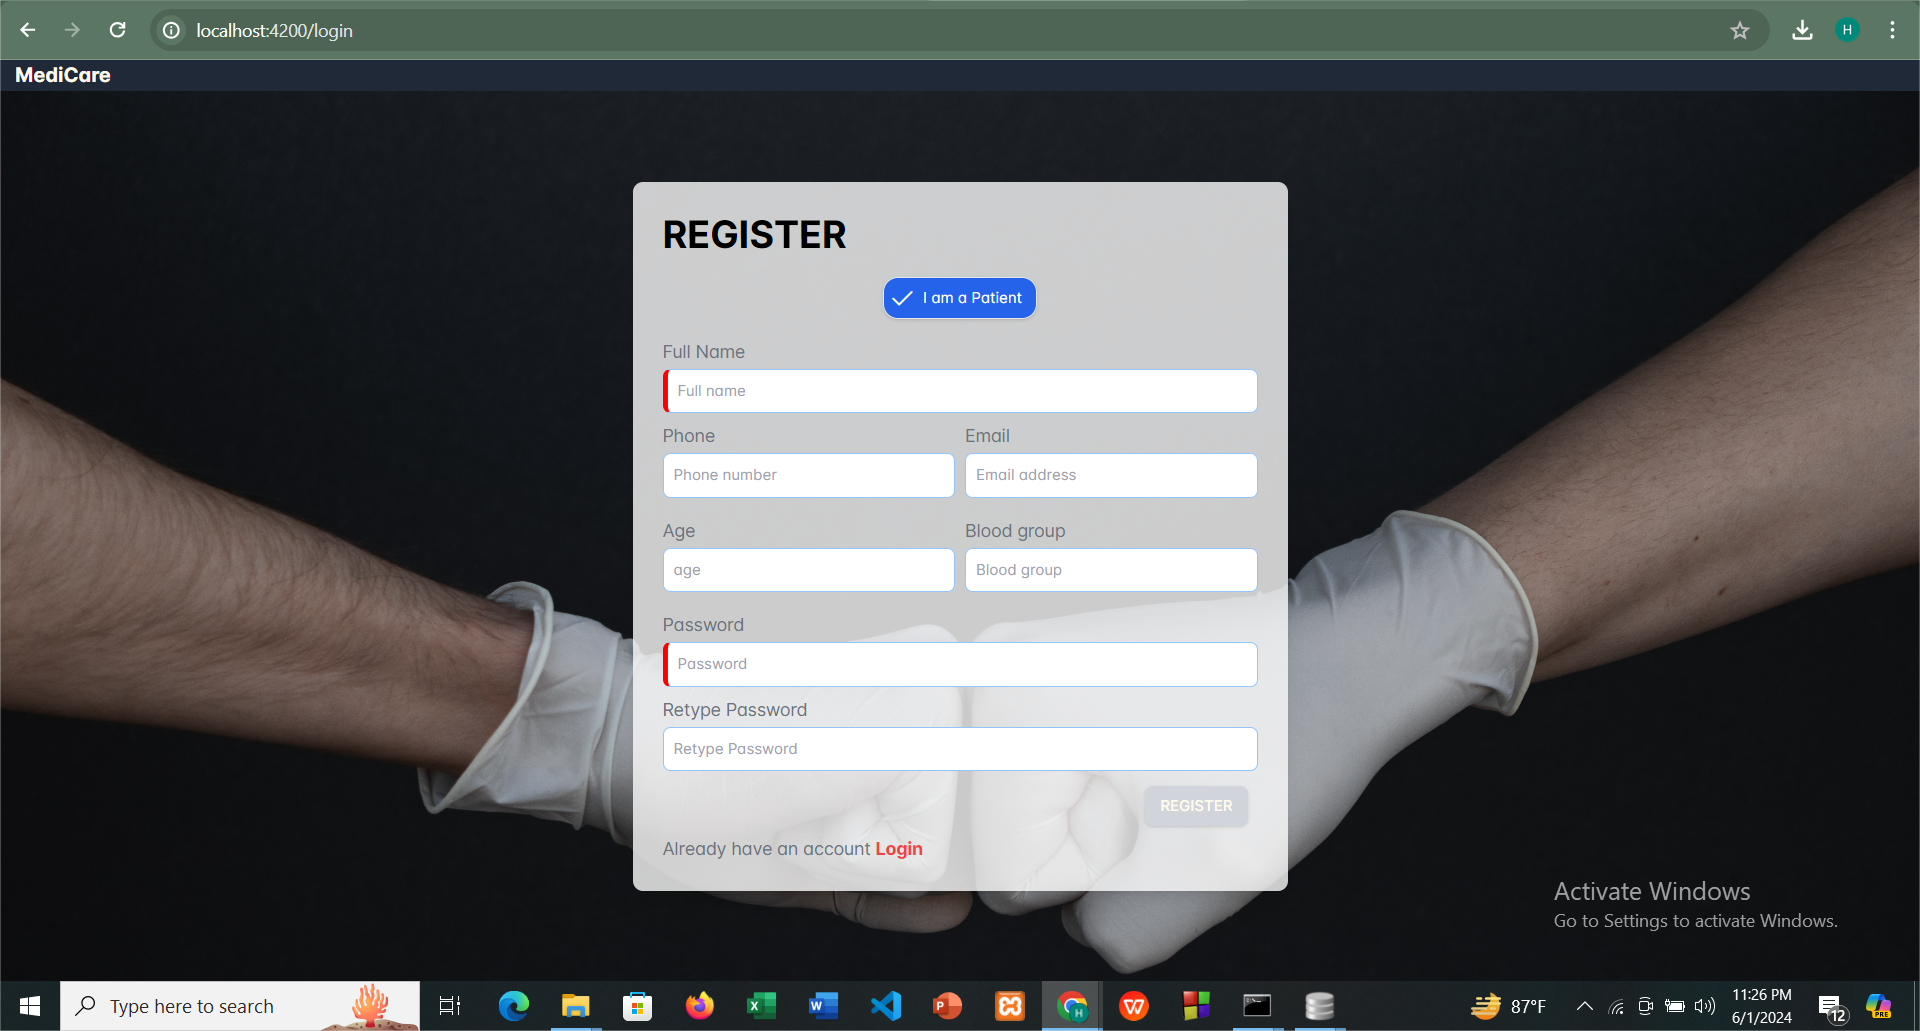 localhost:4200/login
H
MediCare
REGISTER
I am a Patient
Full Name
Full name
Phone Email
Phone number Email address
Age Blood group
age Blood group
Password
Password
Retype Password
Retype Password
REGISTER
Already have an account Login
Activate Windows
Go to Settings to activate Windows.
Type here to search
87°F
11:26 PM
6/1/2024
12
PRE